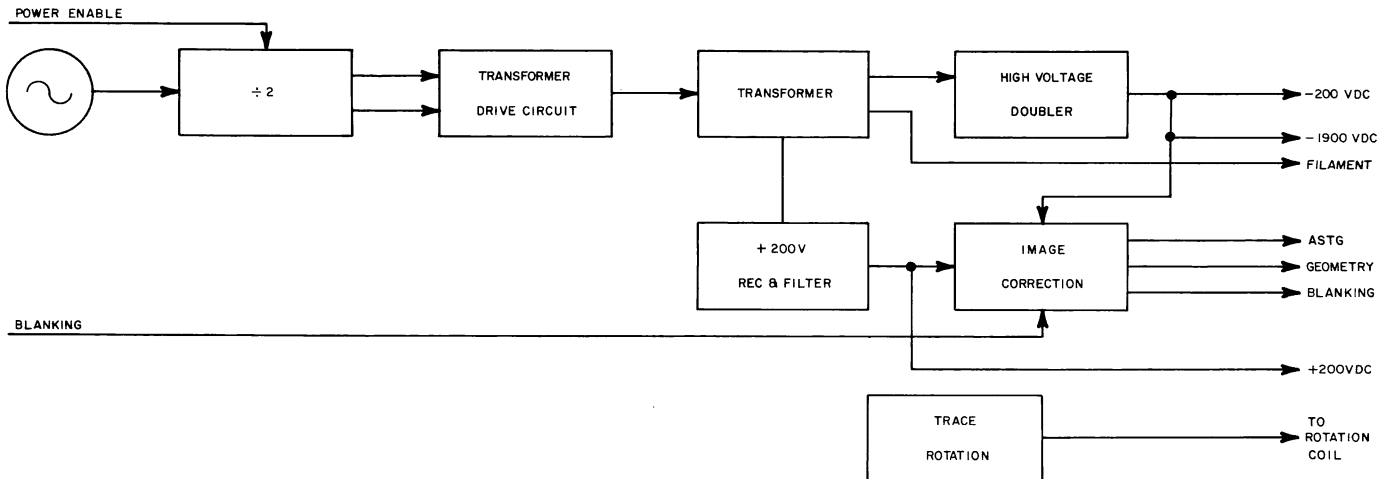 POWER ENABLE
÷2
TRANSFORMER
DRIVE CIRCUIT
TRANSFORMER
HIGH VOLTAGE
DOUBLER
-200 VDC
-1900 VDC
FILAMENT
+200V
REC & FILTER
IMAGE
CORRECTION
ASTG
GEOMETRY
BLANKING
BLANKING
+200VDC
TRACE
ROTATION
TO
ROTATION
COIL